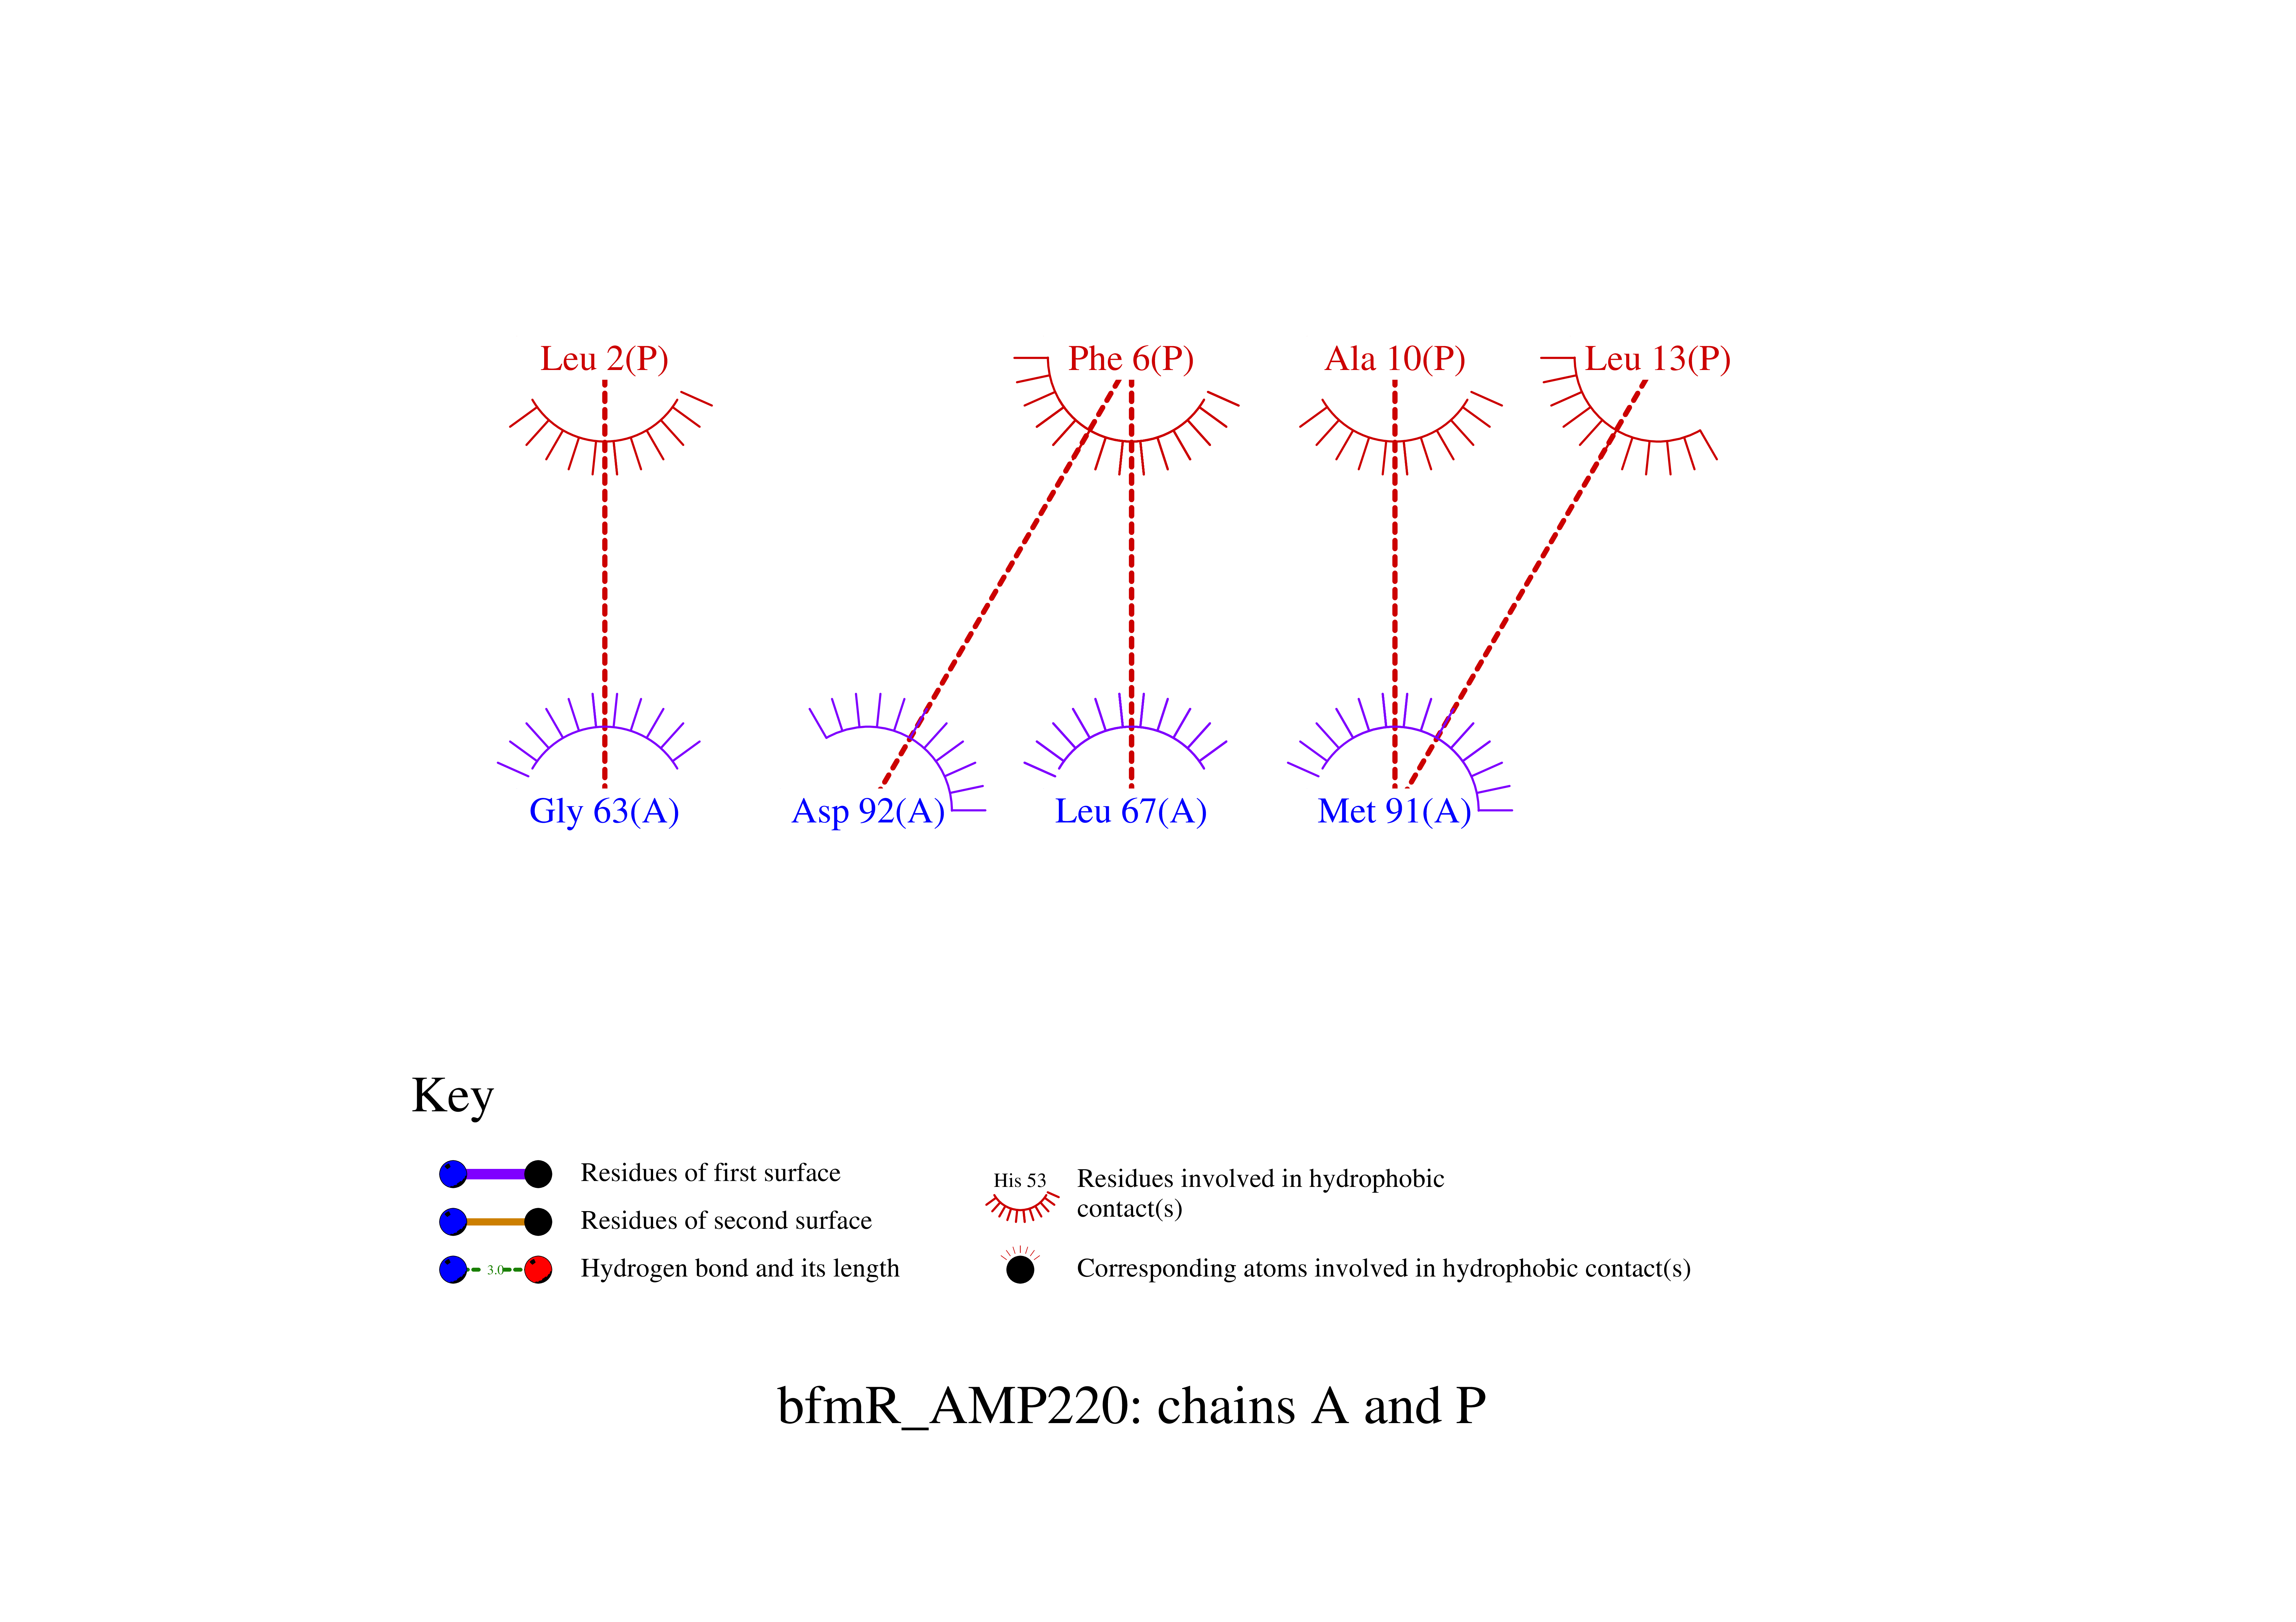 Leu 2(P) Phe 6(P) Ala 10(P) Leu 13(P)
Gly 63(A) Asp 92(A) Leu 67(A) Met 91(A)
Key
Residues of first surface
Residues of second surface
3.0 Hydrogen bond and its length
His 53 Residues involved in hydrophobic
contact(s)
Corresponding atoms involved in hydrophobic contact(s)
bfmR_AMP220: chains A and P